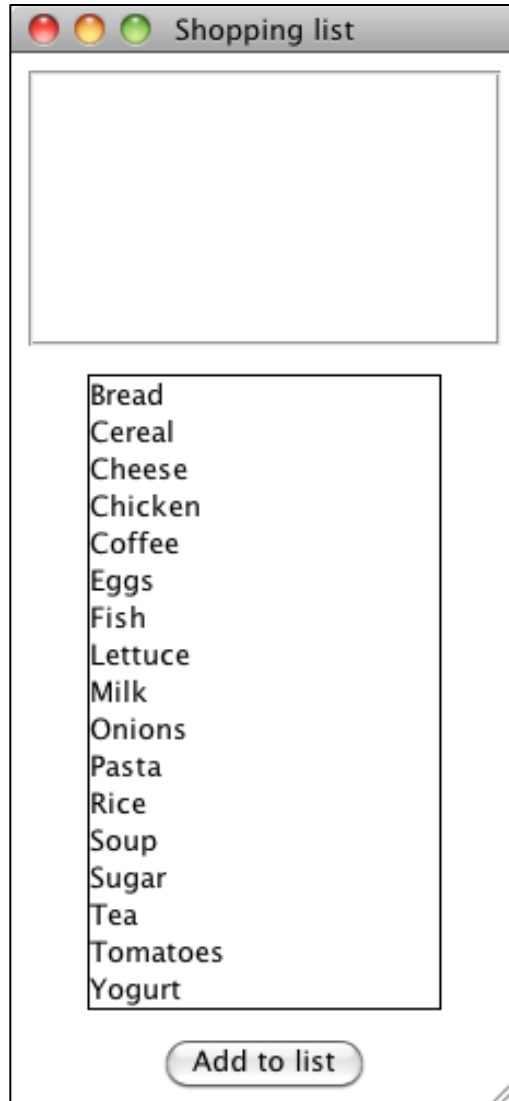 Shopping list
Bread
Cereal
Cheese
Chicken
Coffee
Eggs
Fish
Lettuce
Milk
Onions
Pasta
Rice
Soup
Sugar
Tea
Tomatoes
Yogurt
Add to list